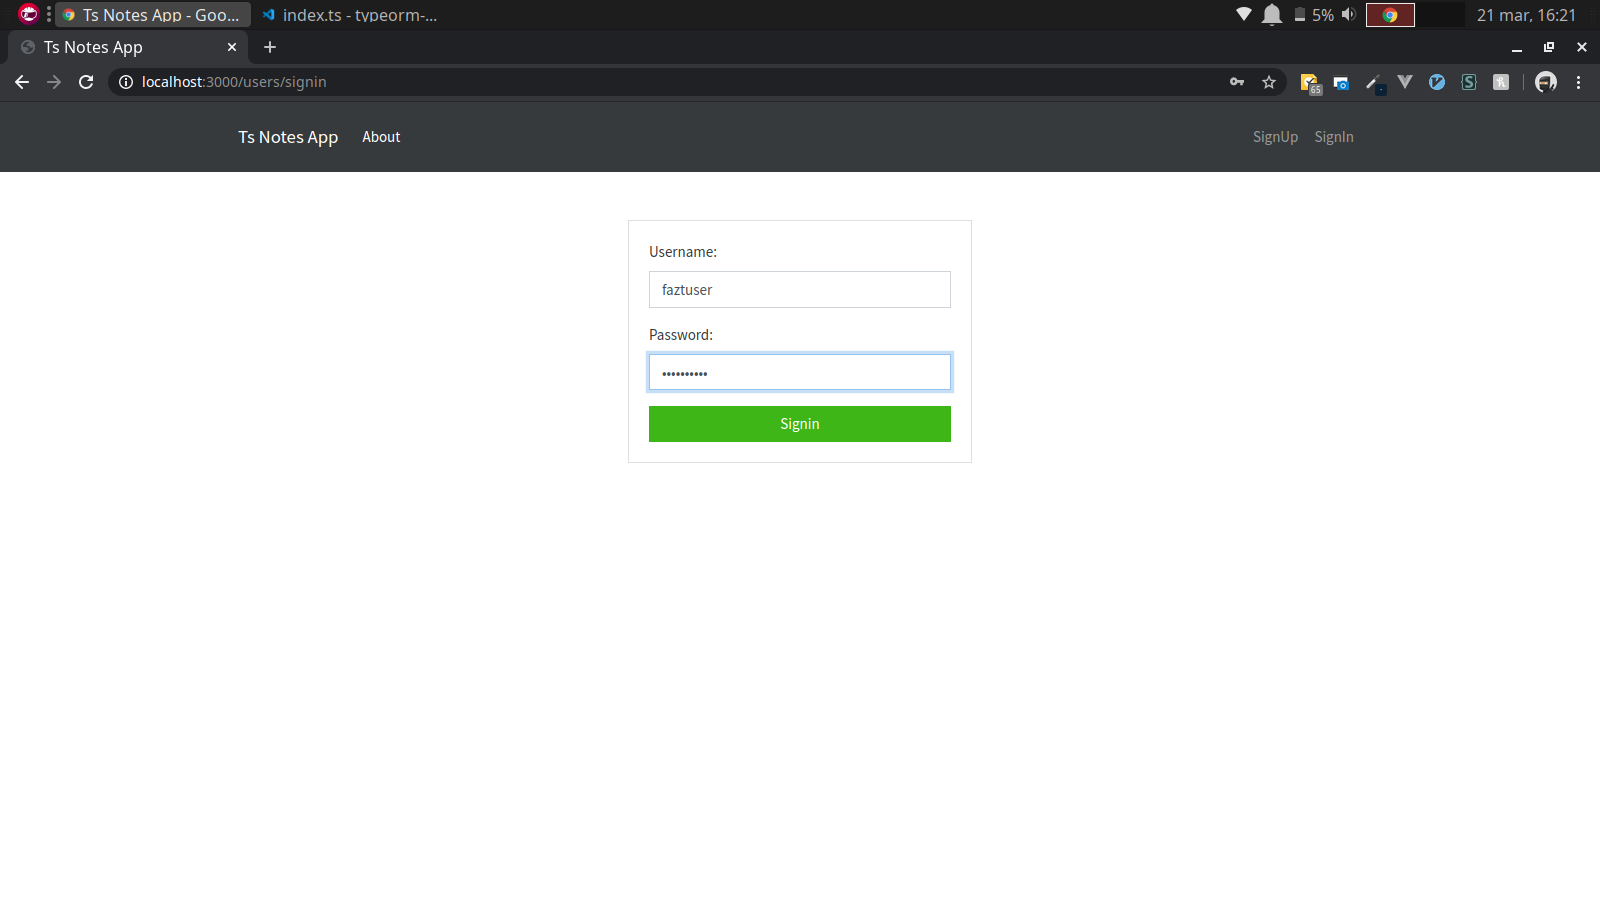 Ts Notes App - Goo...
index.ts - typeorm-...
5%
21 mar, 16:21
Ts Notes App
localhost:3000/users/signin
65
Ts Notes App
About
SignUp
SignIn
Username:
faztuser
Password:
••••••••••
Signin